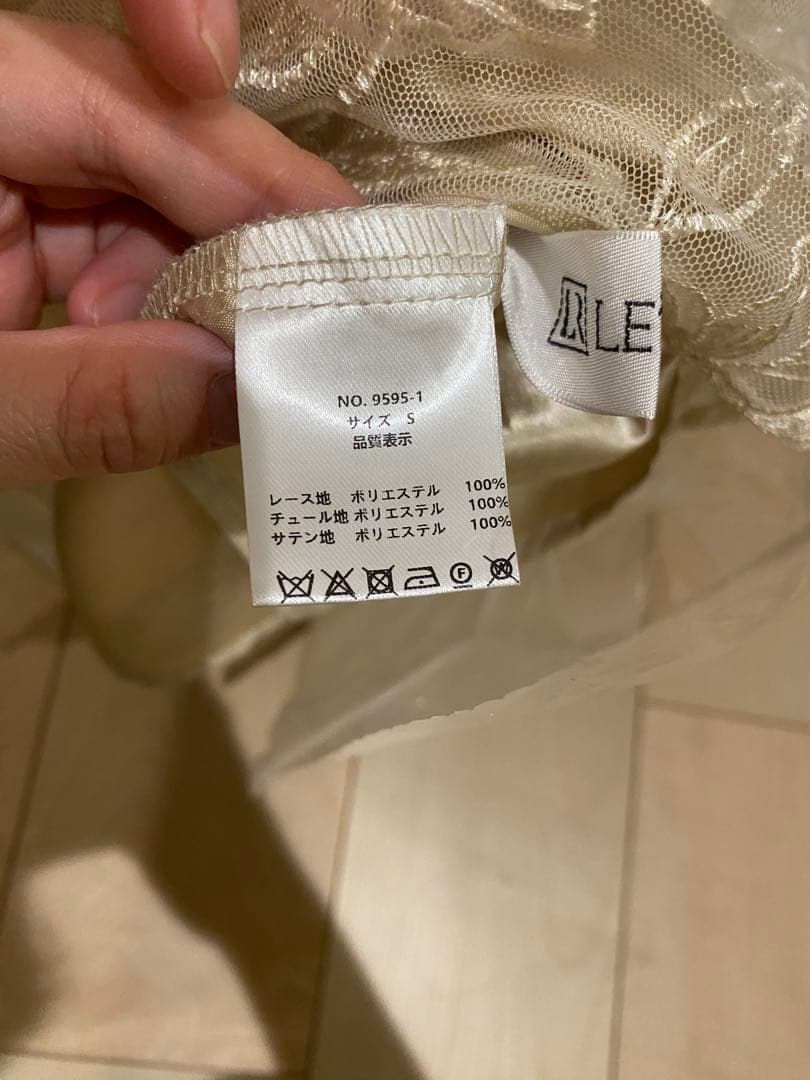 NO. 9595-1
サイズ S
品質表示
レース地 ポリエステル 100%
チュール地 ポリエステル 100%
サテン地 ポリエステル 100%
F
W
LE